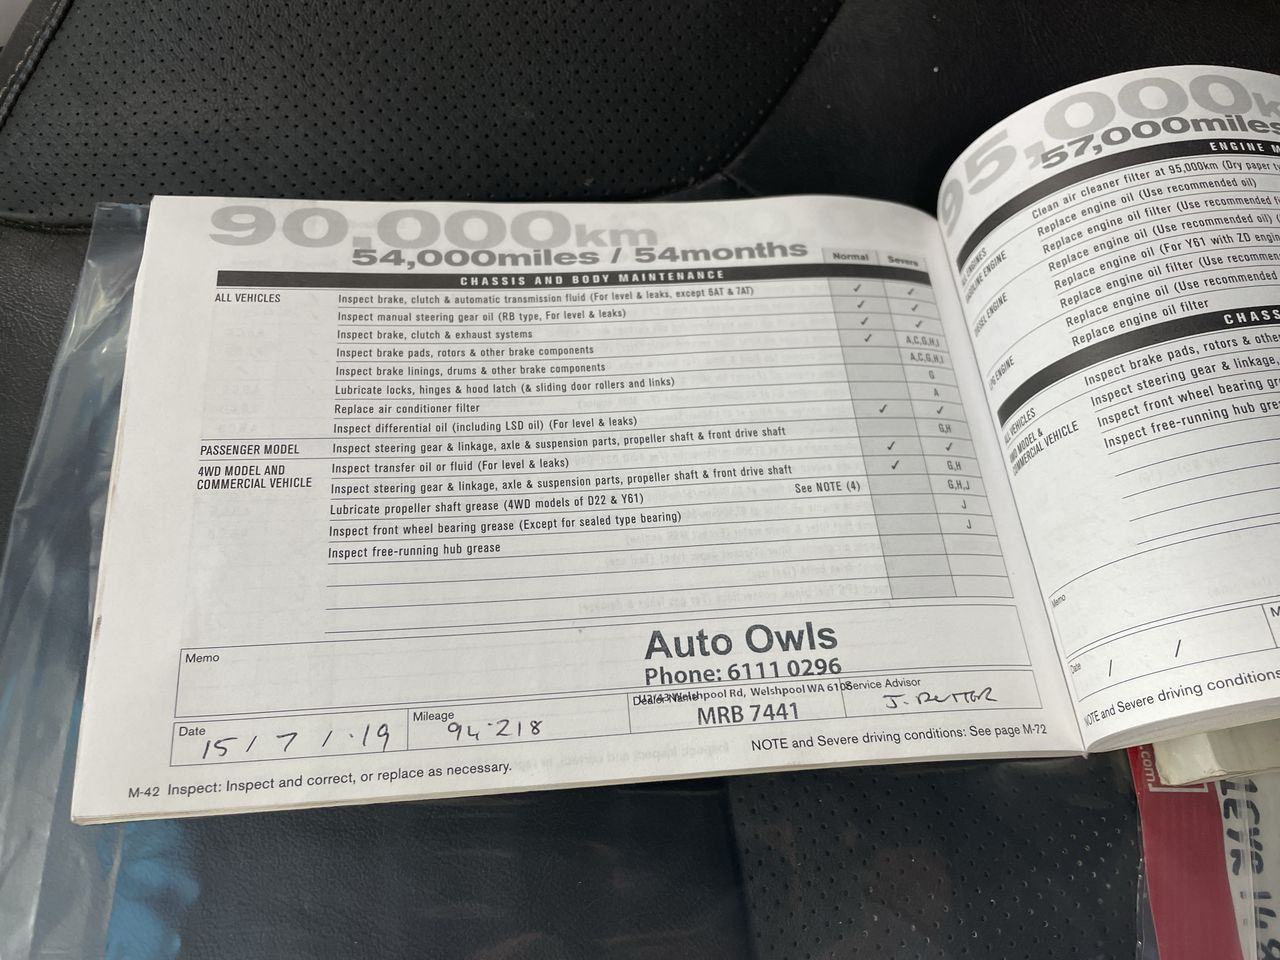 90,000km
54,000miles / 54months
Normal Severe
CHASSIS AND BODY MAINTENANCE
ALL VEHICLES
Inspect brake, clutch & automatic transmission fluid (For level & leaks, except 6AT & 7AT) ✓ ✓
Inspect manual steering gear oil (RB type, For level & leaks) ✓ ✓
Inspect brake, clutch & exhaust systems ✓ ✓
Inspect brake pads, rotors & other brake components ✓ A,C,G,H,I
Inspect brake linings, drums & other brake components A,C,G,H,I
Lubricate locks, hinges & hood latch (& sliding door rollers and links) G
Replace air conditioner filter A
Inspect differential oil (including LSD oil) (For level & leaks) ✓ ✓
PASSENGER MODEL
Inspect steering gear & linkage, axle & suspension parts, propeller shaft & front drive shaft G,H
4WD MODEL AND
COMMERCIAL VEHICLE
Inspect transfer oil or fluid (For level & leaks) ✓ ✓
Inspect steering gear & linkage, axle & suspension parts, propeller shaft & front drive shaft ✓ G,H
Lubricate propeller shaft grease (4WD models of D22 & Y61) See NOTE (4) G,H,J
Inspect front wheel bearing grease (Except for sealed type bearing) J
Inspect free-running hub grease J
Memo
Auto Owls
Phone: 6111 0296
Welshpool Rd, Welshpool WA 6106
MRB 7441
Dealer Name
Service Advisor
J. RUTTER
Date
15 / 7 / 19
Mileage
94·218
NOTE and Severe driving conditions: See page M-72
M-42 Inspect: Inspect and correct, or replace as necessary.
95,000k
57,000miles
ENGINE M
Clean air cleaner filter at 95,000km (Dry paper ty
ALL ENGINES
GASOLINE ENGINE
Replace engine oil (Use recommended oil)
Replace engine oil filter (Use recommended fi
DIESEL ENGINE
Replace engine oil (Use recommended oil) (
Replace engine oil (For Y61 with ZD engin
Replace engine oil filter (Use recommende
LPG ENGINE
Replace engine oil (Use recommended
Replace engine oil filter
CHASS
ALL VEHICLES
Inspect brake pads, rotors & othe
4WD MODEL &
COMMERCIAL VEHICLE
Inspect steering gear & linkage,
Inspect front wheel bearing gr
Inspect free-running hub gre
Memo
Date
/ /
M
NOTE and Severe driving conditions
.com